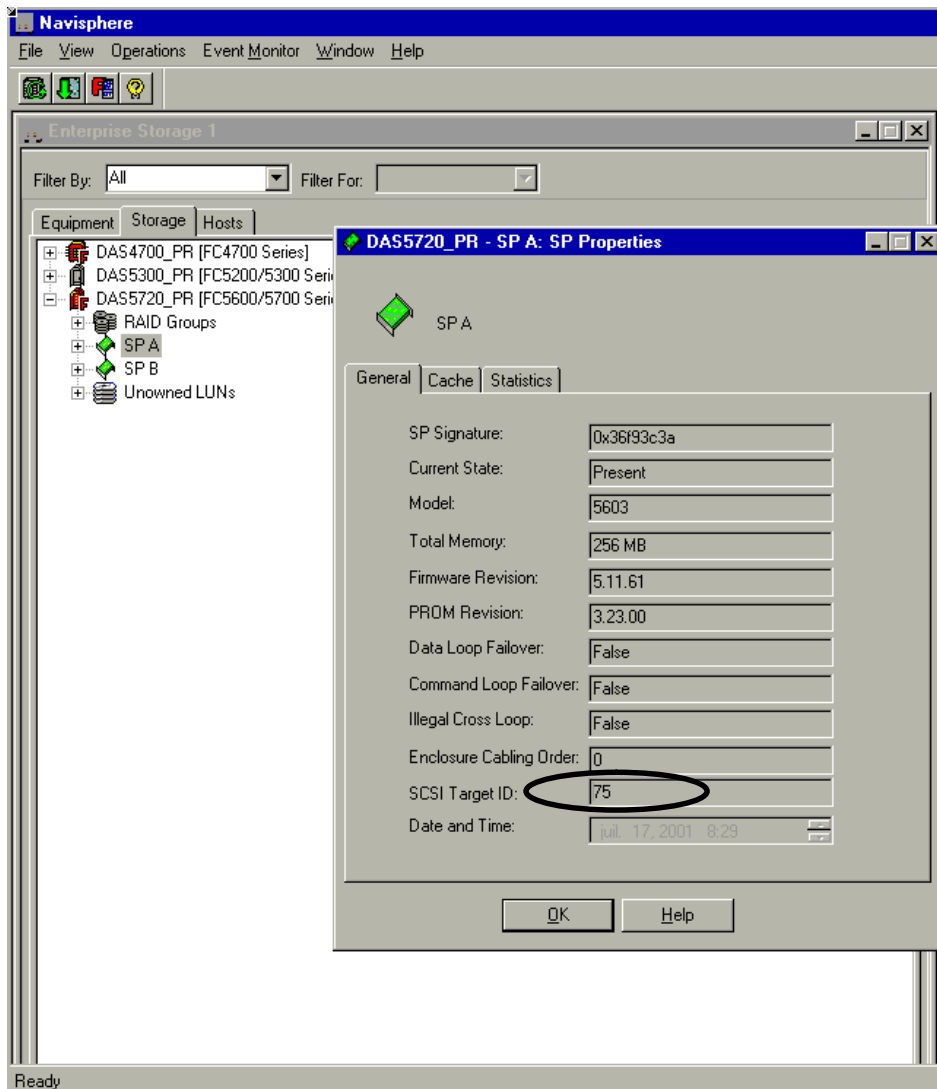 Navisphere
File View Operations Event Monitor Window Help
Enterprise Storage 1
Filter By: All Filter For:
Equipment Storage Hosts
DAS4700_PR [FC4700 Series]
DAS5300_PR [FC5200/5300 Seri
DAS5720_PR [FC5600/5700 Seri
RAID Groups
SP A
SP B
Unowned LUNs
DAS5720_PR - SP A: SP Properties
SP A
General Cache Statistics
SP Signature: 0x36f93c3a
Current State: Present
Model: 5603
Total Memory: 256 MB
Firmware Revision: 5.11.61
PROM Revision: 3.23.00
Data Loop Failover: False
Command Loop Failover: False
Illegal Cross Loop: False
Enclosure Cabling Order: 0
SCSI Target ID: 75
Date and Time: juil. 17, 2001 8:29
OK Help
Ready